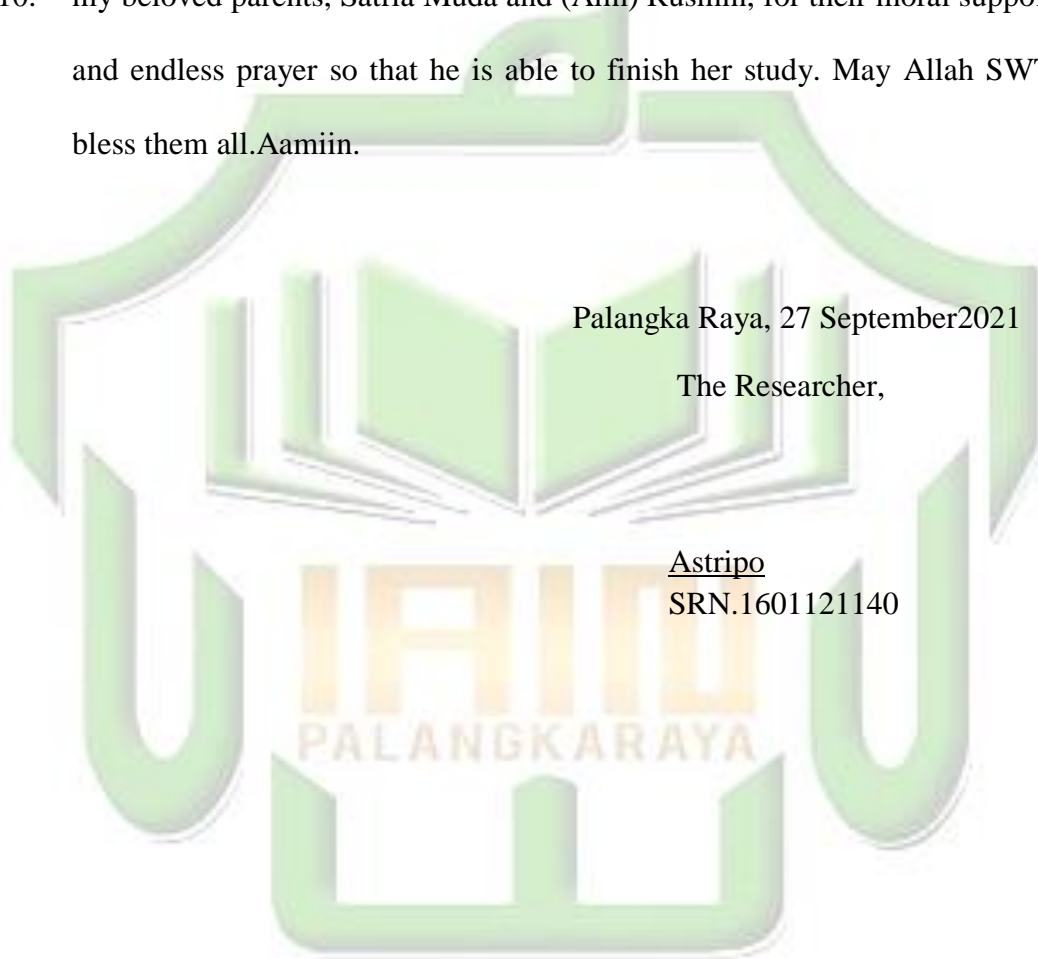 10. my beloved parents, Satria Muda and (Alm) Rusmin, for their moral support
and endless prayer so that he is able to finish her study. May Allah SWT
bless them all.Aamiin.
Palangka Raya, 27 September2021
The Researcher,
Astripo
SRN.1601121140
IAIN
PALANGKARAYA